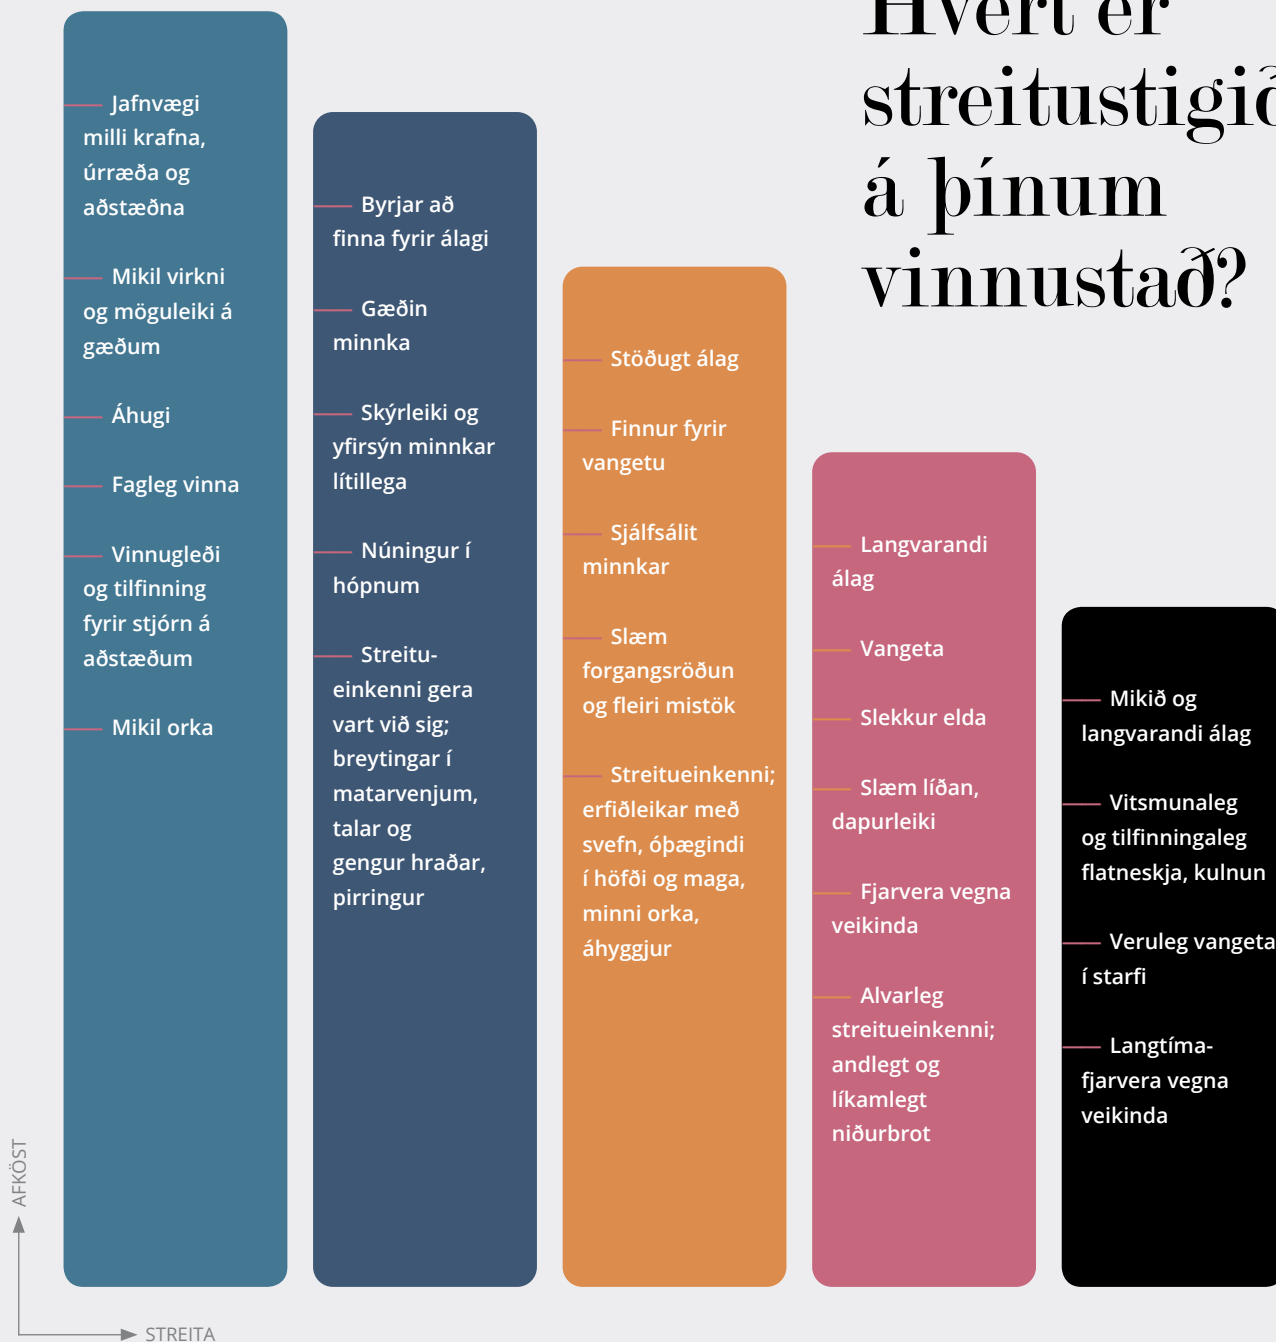 Hvert er
streitustigið
á þínum
vinnustað?
Jafnvægi
milli krafna,
úrræða og
aðstæðna
Mikil virkni
og möguleiki á
gæðum
Áhugi
Fagleg vinna
Vinnugleði
og tilfinning
fyrir stjórn á
aðstæðum
Mikil orka
Byrjar að
finna fyrir álagi
Gæðin
minnka
Skýrleiki og
yfirsýn minnkar
lítillega
Núningur í
hópnum
Streitu-
einkenni gera
vart við sig;
breytingar í
matarvenjum,
talar og
gengur hraðar,
pirringur
Stöðugt álag
Finnur fyrir
vangetu
Sjálfsálit
minnkar
Slæm
forgangsröðun
og fleiri mistök
Streitueinkenni;
erfiðleikar með
svefn, óþægindi
í höfði og maga,
minni orka,
áhyggjur
Langvarandi
álag
Vangeta
Slekkur elda
Slæm líðan,
dapurleiki
Fjarvera vegna
veikinda
Alvarleg
streitueinkenni;
andlegt og
líkamlegt
niðurbrot
Mikið og
langvarandi álag
Vitsmunaleg
og tilfinningaleg
flatneskja, kulnun
Veruleg vangeta
í starfi
Langtíma-
fjarvera vegna
veikinda
AFKÖST
STREITA